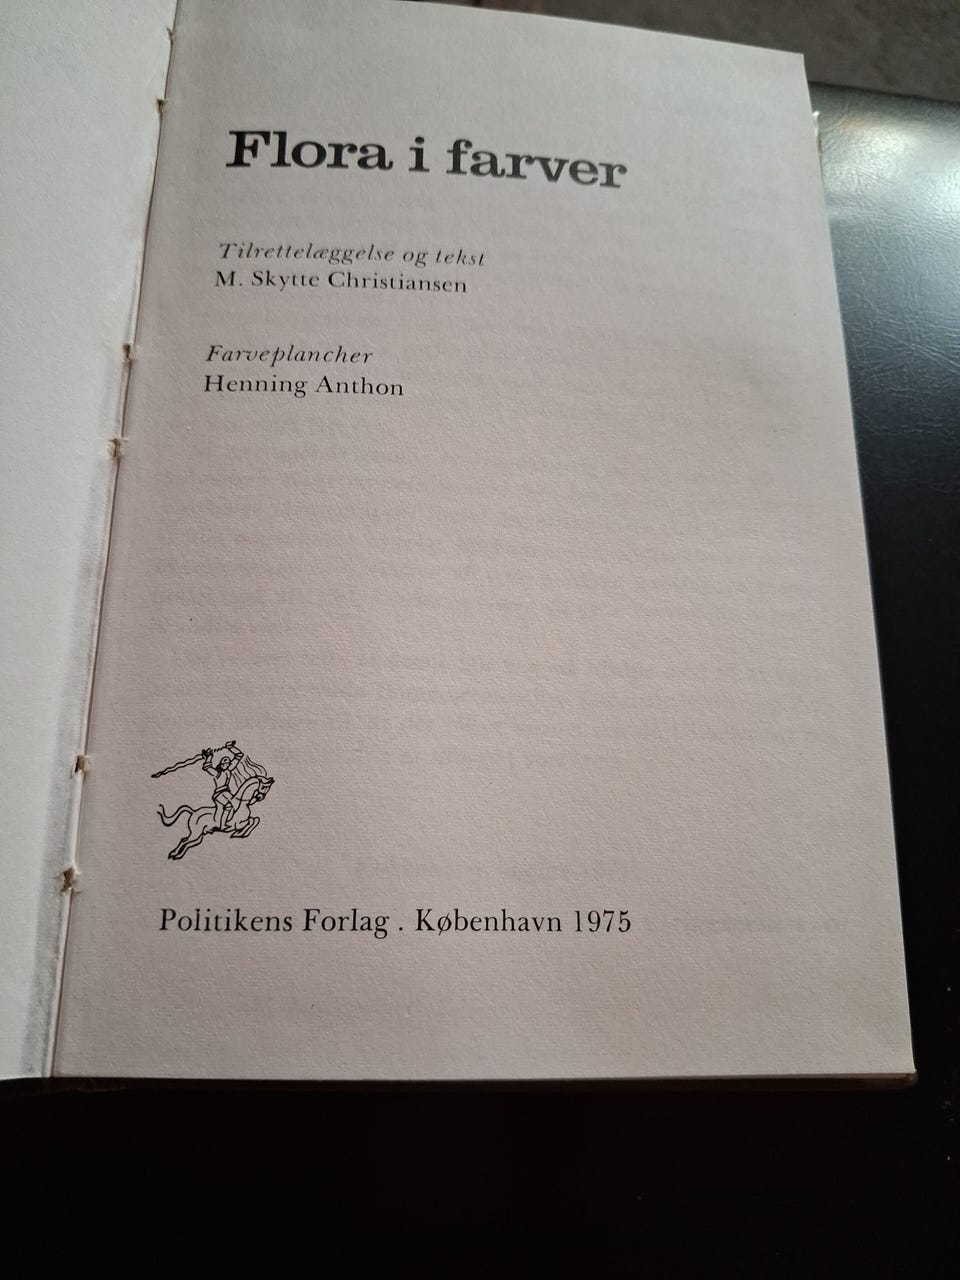 Flora i farver
Tilrettelæggelse og tekst
M. Skytte Christiansen
Farveplancher
Henning Anthon
Politikens Forlag . København 1975